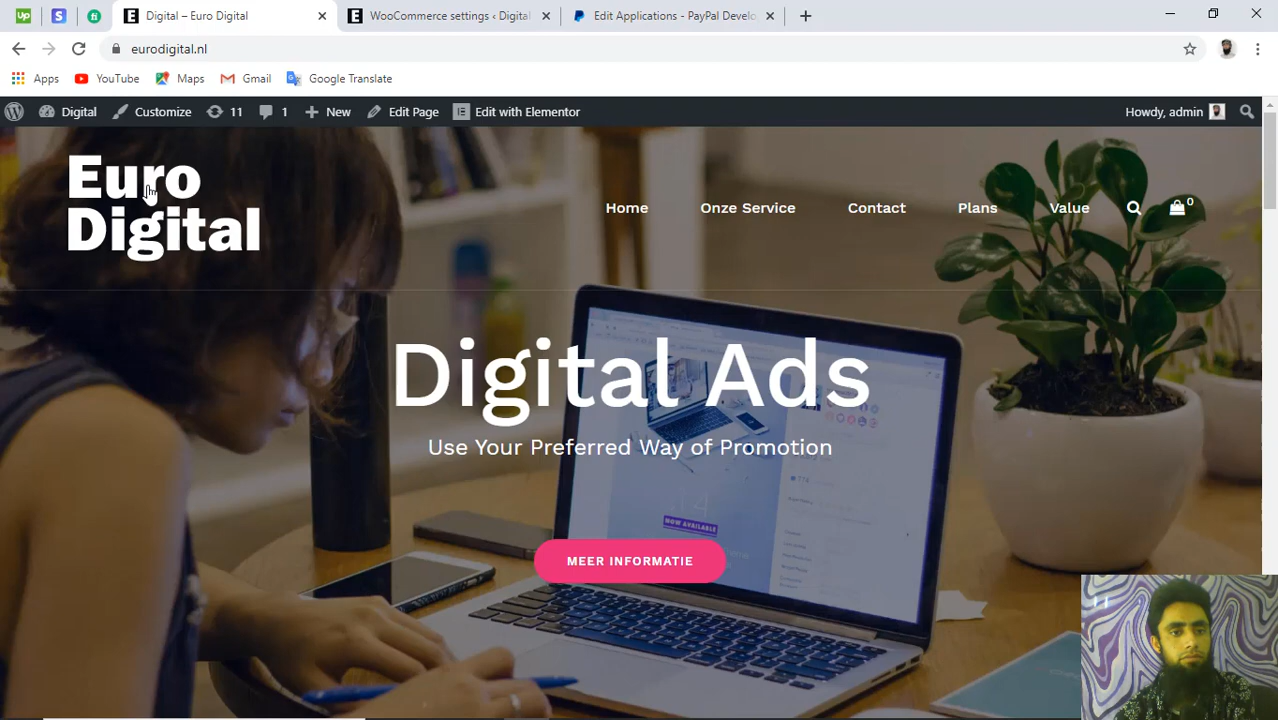 Digital – Euro Digital
WooCommerce settings ‹ Digital
Edit Applications - PayPal Develo
eurodigital.nl
Apps YouTube Maps Gmail Google Translate
Digital Customize 11 1 New Edit Page Edit with Elementor Howdy, admin
Euro
Digital
Home Onze Service Contact Plans Value 0
Digital Ads
Use Your Preferred Way of Promotion
NOW AVAILABLE
MEER INFORMATIE